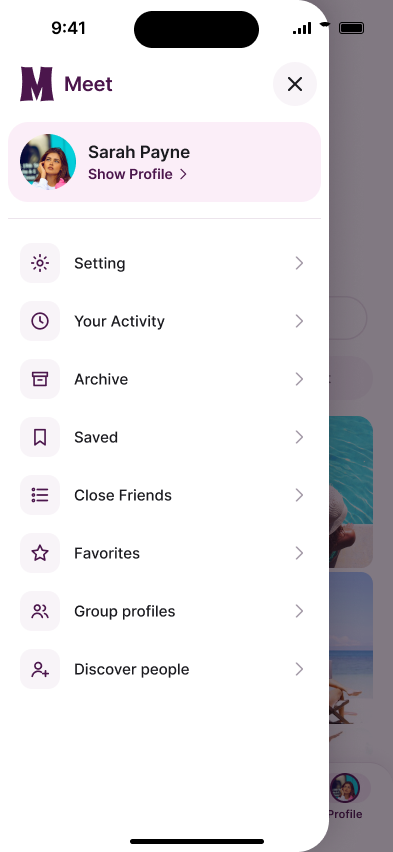 9:41
M Meet
Sarah Payne
Show Profile
Setting
Your Activity
Archive
Saved
Close Friends
Favorites
Group profiles
Discover people
Profile